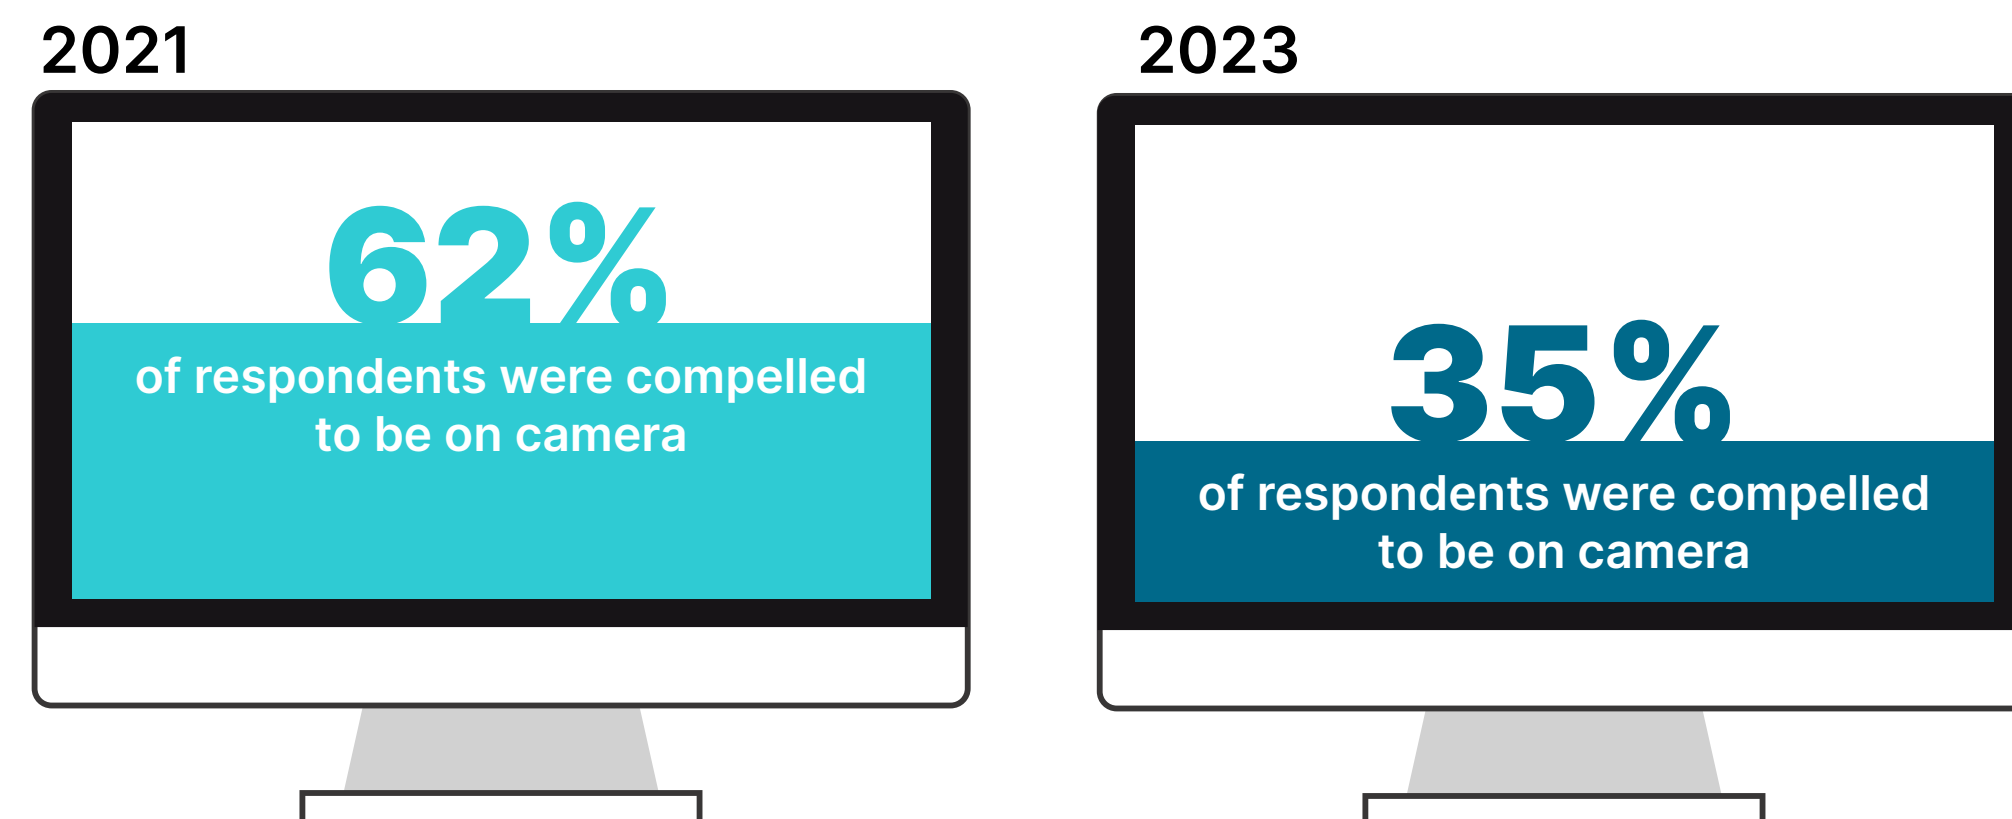 2021
62%
of respondents were compelled
to be on camera
2023
35%
of respondents were compelled
to be on camera